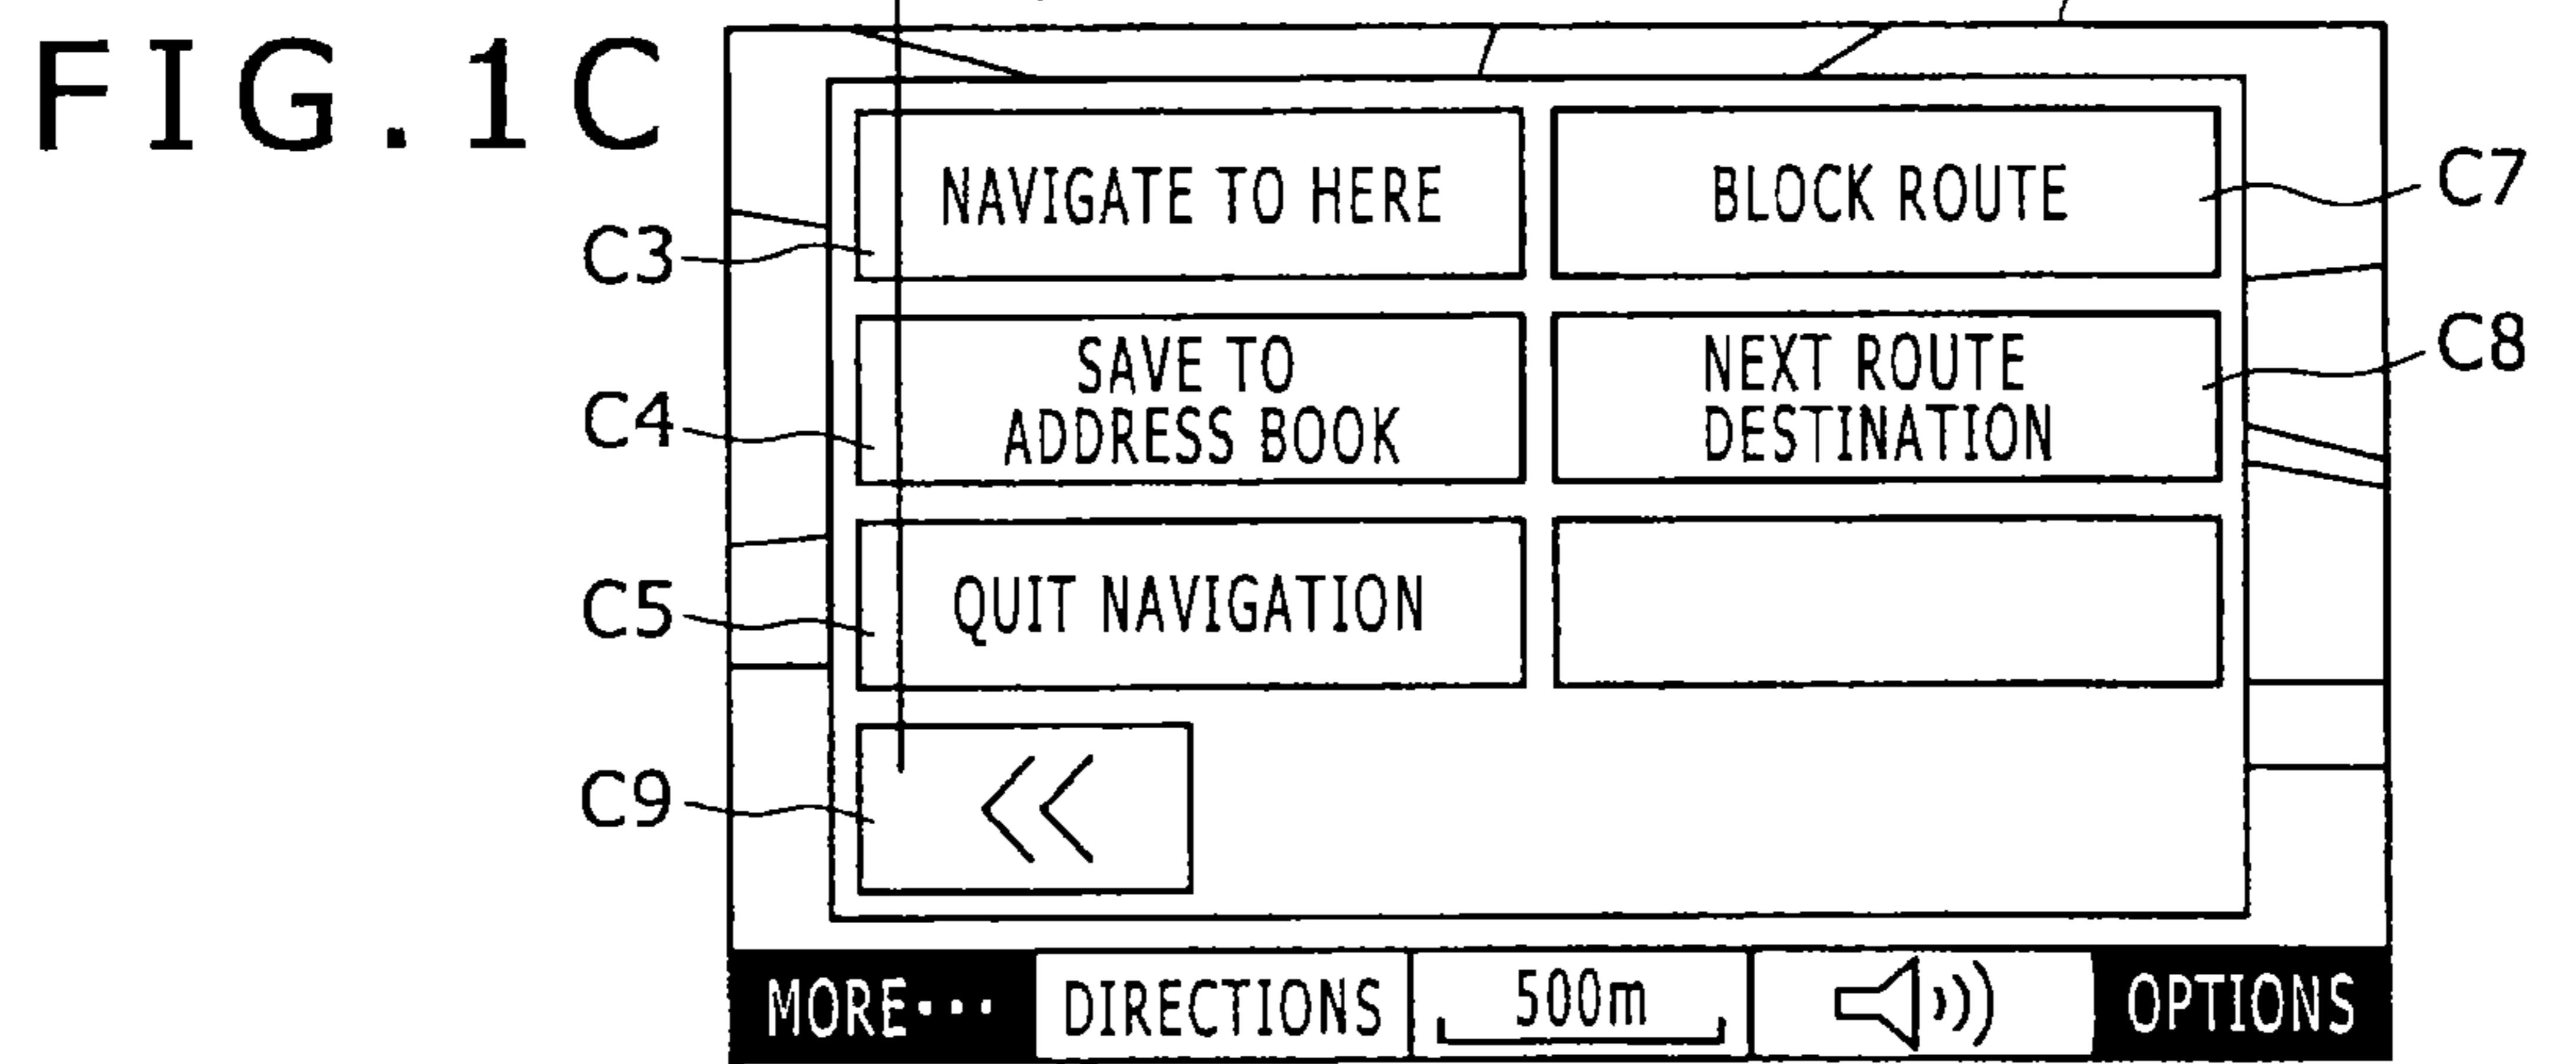 FIG.1C
NAVIGATE TO HERE
BLOCK ROUTE
C7
C3
SAVE TO
ADDRESS BOOK
NEXT ROUTE
DESTINATION
C8
C4
QUIT NAVIGATION
C5
C9
MORE･･･
DIRECTIONS
500m
OPTIONS